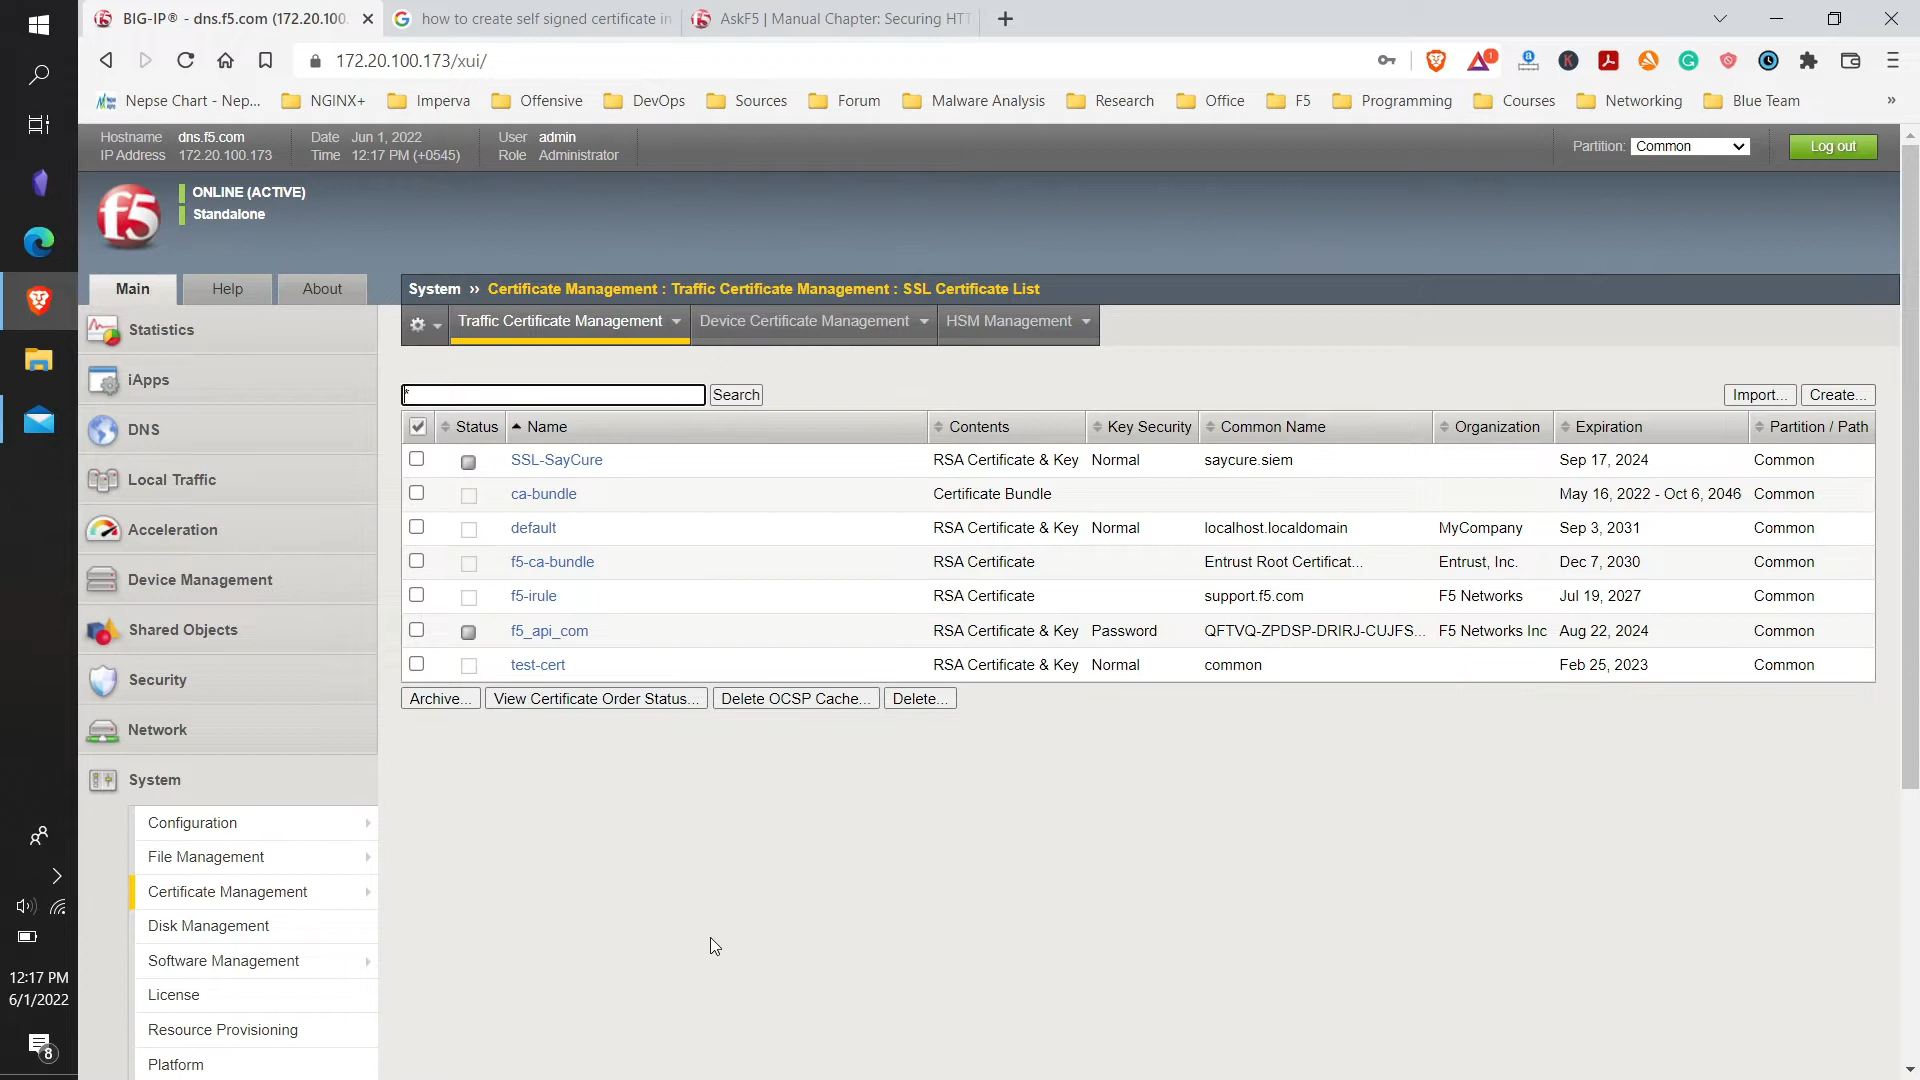 BIG-IP® - dns.f5.com (172.20.100.
how to create self signed certificate in
AskF5 | Manual Chapter: Securing HTT
172.20.100.173/xui/
1
Nepse Chart - Nep...
NGINX+
Imperva
Offensive
DevOps
Sources
Forum
Malware Analysis
Research
Office
F5
Programming
Courses
Networking
Blue Team
»
Hostname dns.f5.com
IP Address 172.20.100.173
Date Jun 1, 2022
Time 12:17 PM (+0545)
User admin
Role Administrator
Partition: Common
Log out
f5
ONLINE (ACTIVE)
Standalone
Main
Help
About
System ›› Certificate Management : Traffic Certificate Management : SSL Certificate List
Traffic Certificate Management
Device Certificate Management
HSM Management
Statistics
iApps
DNS
Local Traffic
Acceleration
Device Management
Shared Objects
Security
Network
System
Configuration
File Management
Certificate Management
Disk Management
Software Management
License
Resource Provisioning
Platform
*
Search
Import...
Create...
Status Name Contents Key Security Common Name Organization Expiration Partition / Path
SSL-SayCure RSA Certificate & Key Normal saycure.siem Sep 17, 2024 Common
ca-bundle Certificate Bundle May 16, 2022 - Oct 6, 2046 Common
default RSA Certificate & Key Normal localhost.localdomain MyCompany Sep 3, 2031 Common
f5-ca-bundle RSA Certificate Entrust Root Certificat... Entrust, Inc. Dec 7, 2030 Common
f5-irule RSA Certificate support.f5.com F5 Networks Jul 19, 2027 Common
f5_api_com RSA Certificate & Key Password QFTVQ-ZPDSP-DRIRJ-CUJFS... F5 Networks Inc Aug 22, 2024 Common
test-cert RSA Certificate & Key Normal common Feb 25, 2023 Common
Archive...
View Certificate Order Status...
Delete OCSP Cache...
Delete...
12:17 PM
6/1/2022
8